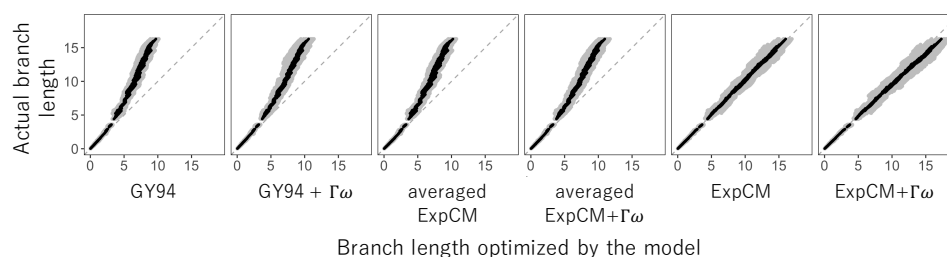 Actual branch
length
15
10
5
0
0 5 10 15 0 5 10 15 0 5 10 15 0 5 10 15 0 5 10 15 0 5 10 15
GY94 GY94 + Γω averaged averaged ExpCM ExpCM+Γω
ExpCM ExpCM+Γω
Branch length optimized by the model